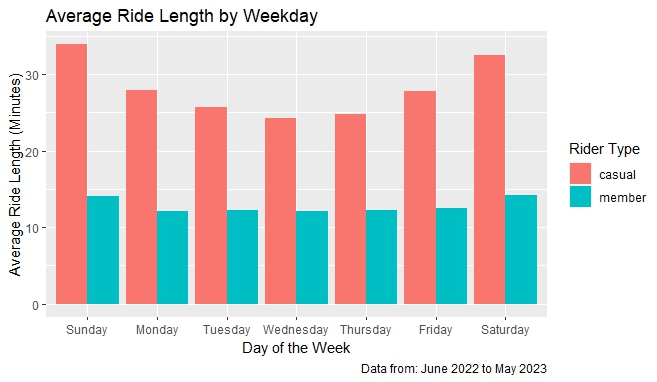 Average Ride Length by Weekday
Average Ride Length (Minutes)
30
20
10
0
Sunday Monday Tuesday Wednesday Thursday Friday Saturday
Day of the Week
Rider Type
casual
member
Data from: June 2022 to May 2023